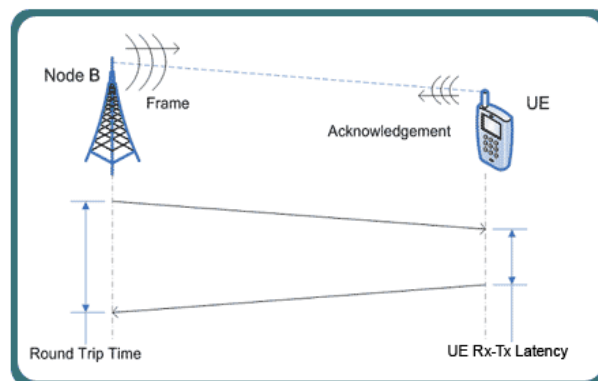 Node B
Frame
UE
Acknowledgement
Round Trip Time
UE Rx-Tx Latency